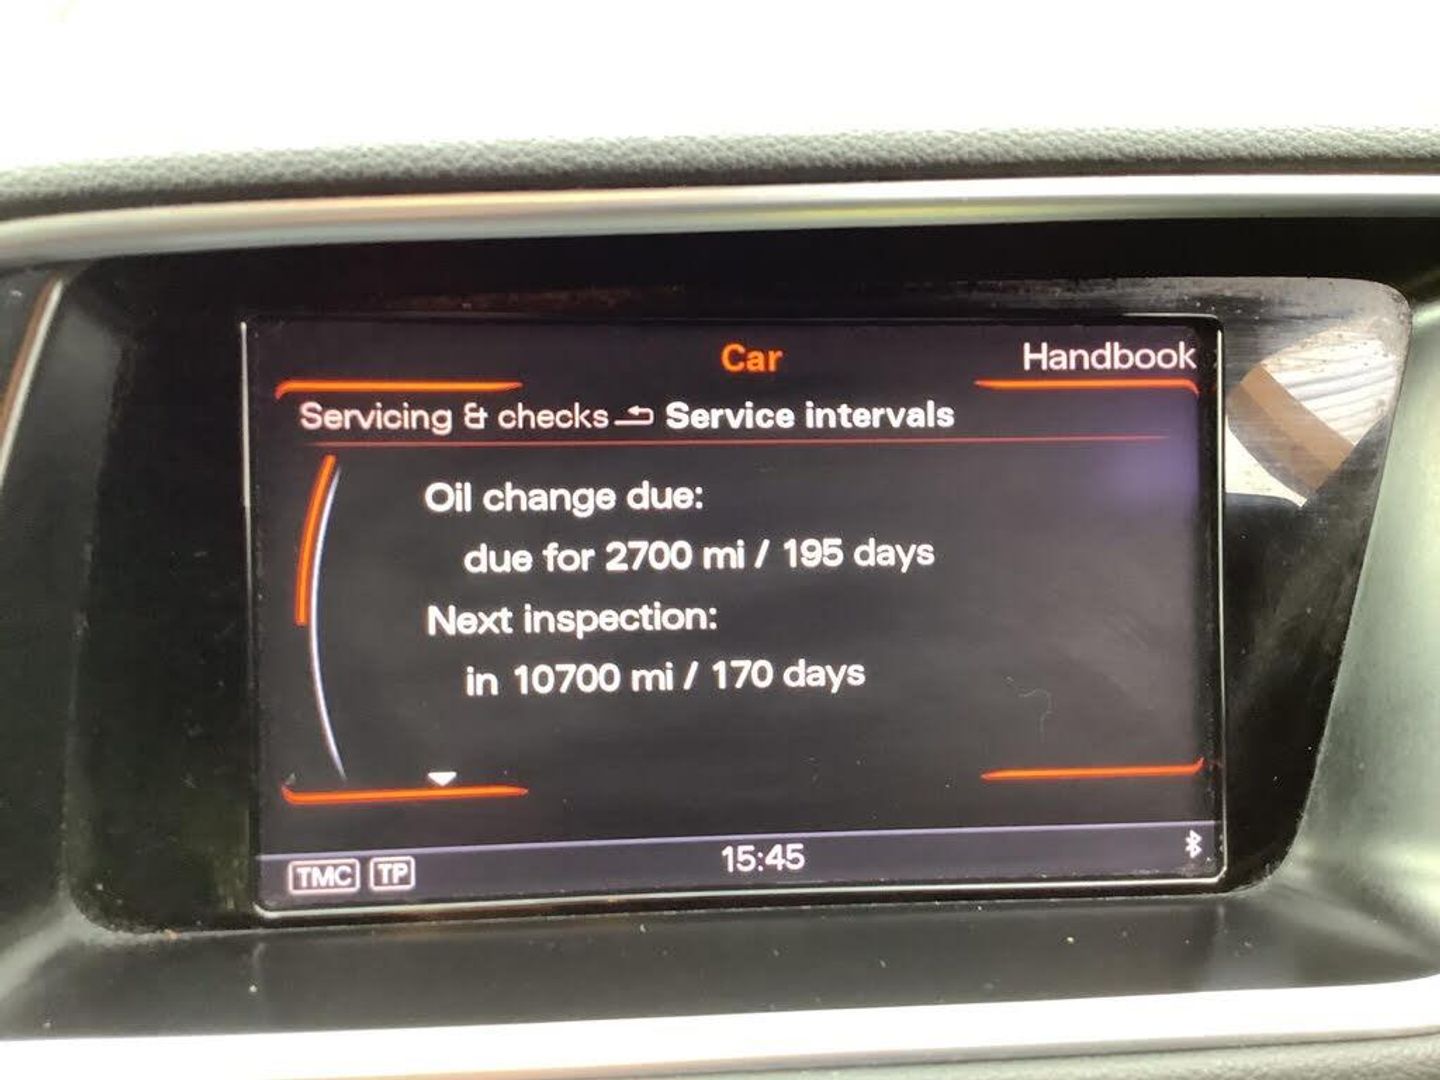 Car
Handbook
Servicing & checks Service intervals
Oil change due:
due for 2700 mi / 195 days
Next inspection:
in 10700 mi / 170 days
TMC TP
15:45